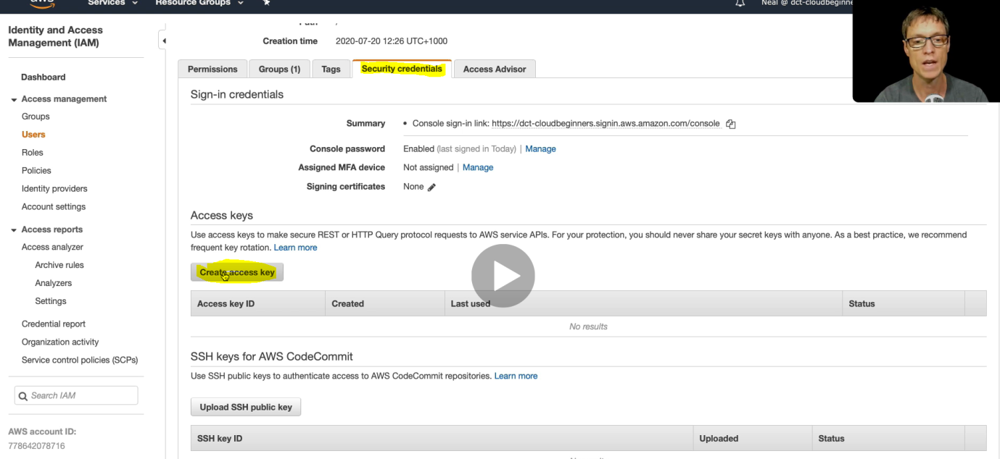 aws Services Resource Groups Neal @ dct-cloudbeginne
Identity and Access
Management (IAM)
Dashboard
Access management
Groups
Users
Roles
Policies
Identity providers
Account settings
Access reports
Access analyzer
Archive rules
Analyzers
Settings
Credential report
Organization activity
Service control policies (SCPs)
Search IAM
AWS account ID:
778642078716
Path /
Creation time 2020-07-20 12:26 UTC+1000
Permissions Groups (1) Tags Security credentials Access Advisor
Sign-in credentials
Summary • Console sign-in link: https://dct-cloudbeginners.signin.aws.amazon.com/console
Console password Enabled (last signed in Today) | Manage
Assigned MFA device Not assigned | Manage
Signing certificates None
Access keys
Use access keys to make secure REST or HTTP Query protocol requests to AWS service APIs. For your protection, you should never share your secret keys with anyone. As a best practice, we recommend
frequent key rotation. Learn more
Create access key
Access key ID Created Last used Status
No results
SSH keys for AWS CodeCommit
Use SSH public keys to authenticate access to AWS CodeCommit repositories. Learn more
Upload SSH public key
SSH key ID Uploaded Status